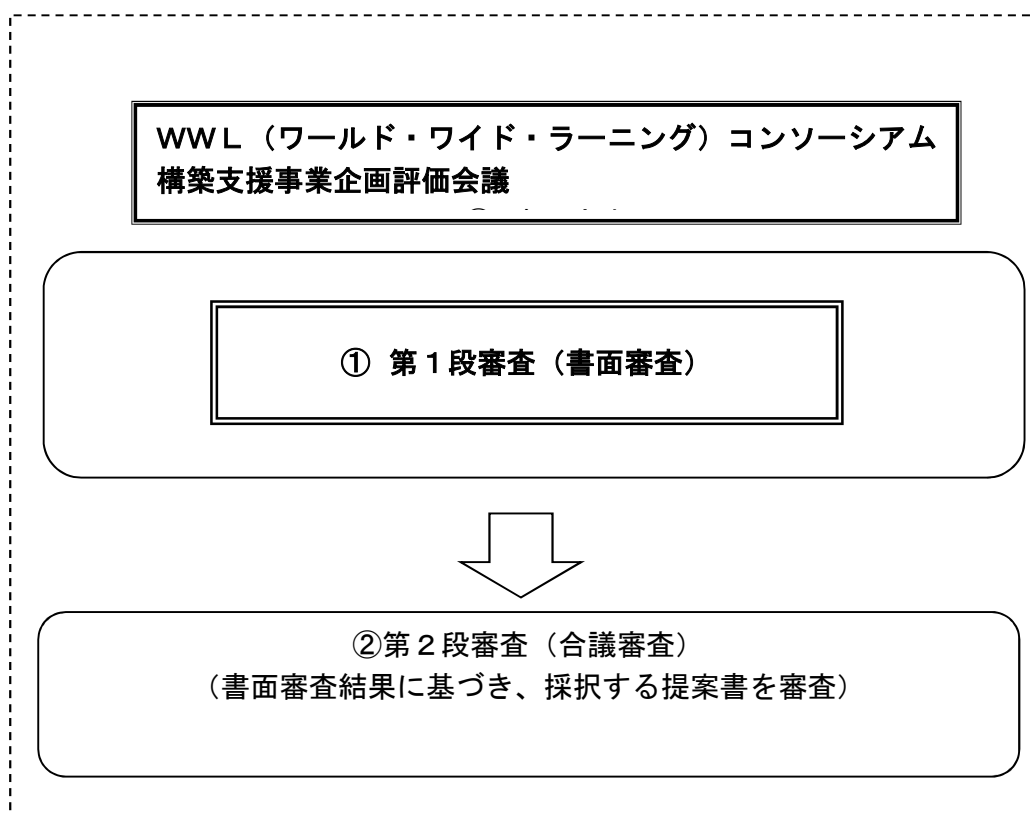 WWL（ワールド・ワイド・ラーニング）コンソーシアム
構築支援事業企画評価会議
① 第１段審査（書面審査）
②第２段審査（合議審査）
（書面審査結果に基づき、採択する提案書を審査）